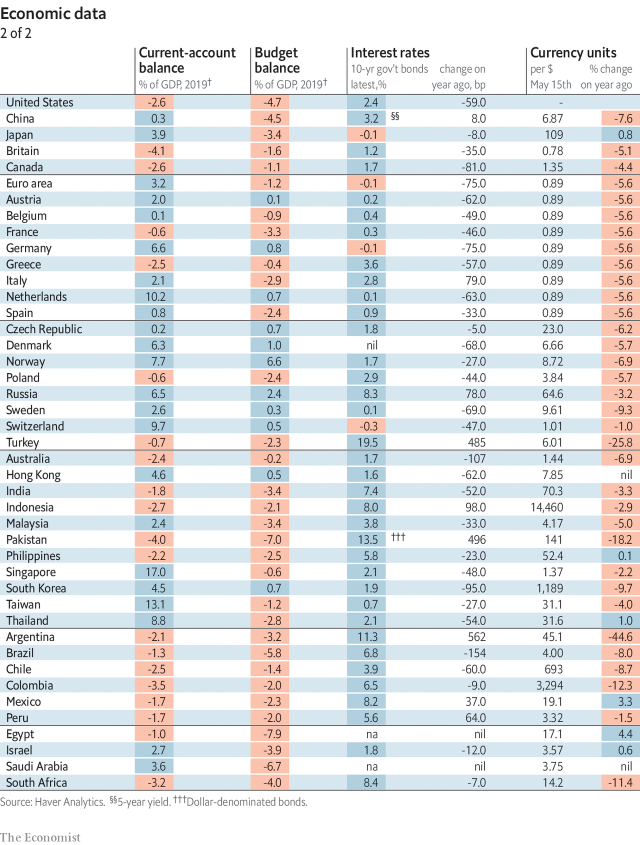 Economic data
2 of 2
Current-account Budget Interest rates Currency units
balance balance 10-yr gov't bonds change on per $ % change
% of GDP, 2019† % of GDP, 2019† latest,% year ago, bp May 15th on year ago
United States -2.6 -4.7 2.4 -59.0 -
China 0.3 -4.5 3.2 §§ 8.0 6.87 -7.6
Japan 3.9 -3.4 -0.1 -8.0 109 0.8
Britain -4.1 -1.6 1.2 -35.0 0.78 -5.1
Canada -2.6 -1.1 1.7 -81.0 1.35 -4.4
Euro area 3.2 -1.2 -0.1 -75.0 0.89 -5.6
Austria 2.0 0.1 0.2 -62.0 0.89 -5.6
Belgium 0.1 -0.9 0.4 -49.0 0.89 -5.6
France -0.6 -3.3 0.3 -46.0 0.89 -5.6
Germany 6.6 0.8 -0.1 -75.0 0.89 -5.6
Greece -2.5 -0.4 3.6 -57.0 0.89 -5.6
Italy 2.1 -2.9 2.8 79.0 0.89 -5.6
Netherlands 10.2 0.7 0.1 -63.0 0.89 -5.6
Spain 0.8 -2.4 0.9 -33.0 0.89 -5.6
Czech Republic 0.2 0.7 1.8 -5.0 23.0 -6.2
Denmark 6.3 1.0 nil -68.0 6.66 -5.7
Norway 7.7 6.6 1.7 -27.0 8.72 -6.9
Poland -0.6 -2.4 2.9 -44.0 3.84 -5.7
Russia 6.5 2.4 8.3 78.0 64.6 -3.2
Sweden 2.6 0.3 0.1 -69.0 9.61 -9.3
Switzerland 9.7 0.5 -0.3 -47.0 1.01 -1.0
Turkey -0.7 -2.3 19.5 485 6.01 -25.8
Australia -2.4 -0.2 1.7 -107 1.44 -6.9
Hong Kong 4.6 0.5 1.6 -62.0 7.85 nil
India -1.8 -3.4 7.4 -52.0 70.3 -3.3
Indonesia -2.7 -2.1 8.0 98.0 14,460 -2.9
Malaysia 2.4 -3.4 3.8 -33.0 4.17 -5.0
Pakistan -4.0 -7.0 13.5 ††† 496 141 -18.2
Philippines -2.2 -2.5 5.8 -23.0 52.4 0.1
Singapore 17.0 -0.6 2.1 -48.0 1.37 -2.2
South Korea 4.5 0.7 1.9 -95.0 1,189 -9.7
Taiwan 13.1 -1.2 0.7 -27.0 31.1 -4.0
Thailand 8.8 -2.8 2.1 -54.0 31.6 1.0
Argentina -2.1 -3.2 11.3 562 45.1 -44.6
Brazil -1.3 -5.8 6.8 -154 4.00 -8.0
Chile -2.5 -1.4 3.9 -60.0 693 -8.7
Colombia -3.5 -2.0 6.5 -9.0 3,294 -12.3
Mexico -1.7 -2.3 8.2 37.0 19.1 3.3
Peru -1.7 -2.0 5.6 64.0 3.32 -1.5
Egypt -1.0 -7.9 na nil 17.1 4.4
Israel 2.7 -3.9 1.8 -12.0 3.57 0.6
Saudi Arabia 3.6 -6.7 na nil 3.75 nil
South Africa -3.2 -4.0 8.4 -7.0 14.2 -11.4
Source: Haver Analytics. §§5-year yield. †††Dollar-denominated bonds.
The Economist